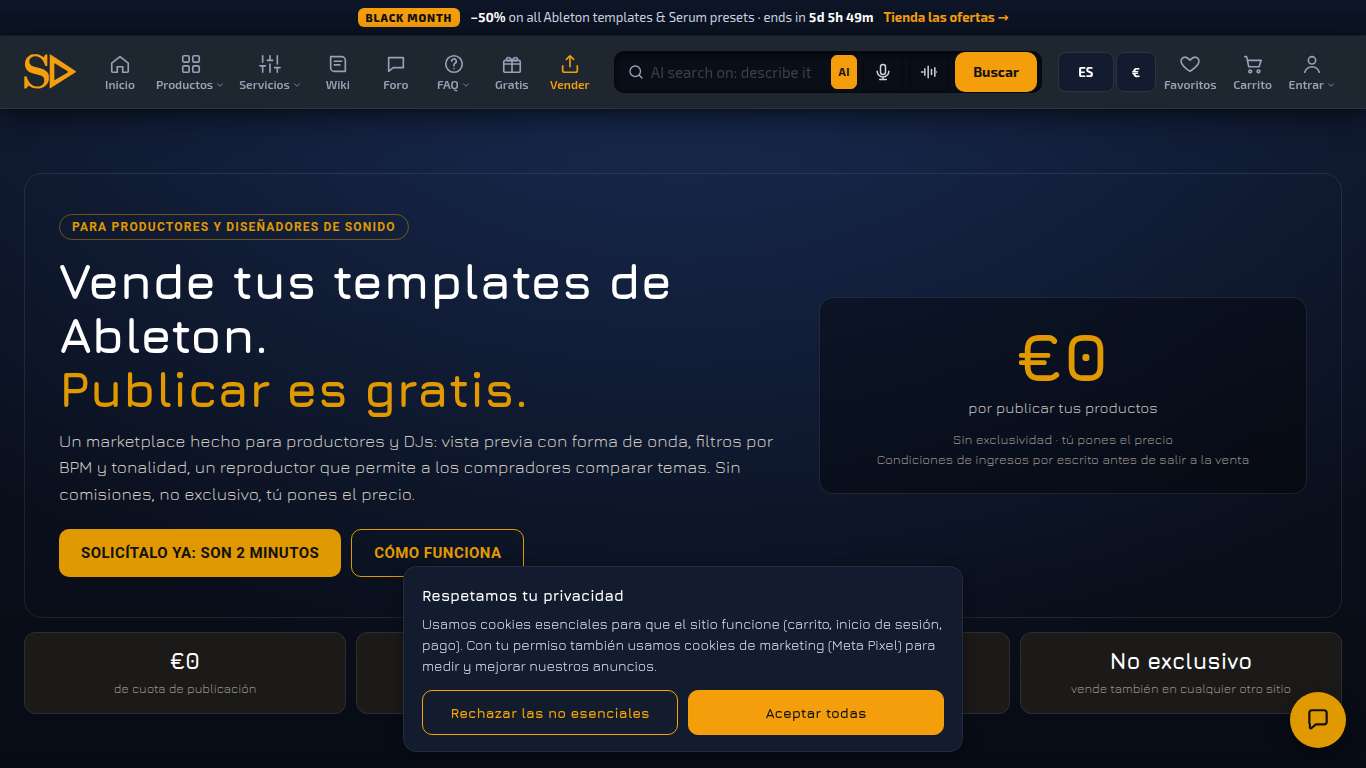 BLACK MONTH −50% on all Ableton templates & Serum presets · ends in 5d 5h 49m Tienda las ofertas →
SD
Inicio Productos Servicios Wiki Foro FAQ Gratis Vender
AI search on: describe it AI Buscar
ES € Favoritos Carrito Entrar
PARA PRODUCTORES Y DISEÑADORES DE SONIDO
Vende tus templates de
Ableton.
Publicar es gratis.
Un marketplace hecho para productores y DJs: vista previa con forma de onda, filtros por
BPM y tonalidad, un reproductor que permite a los compradores comparar temas. Sin
comisiones, no exclusivo, tú pones el precio.
SOLICÍTALO YA: SON 2 MINUTOS CÓMO FUNCIONA
€0
por publicar tus productos
Sin exclusividad · tú pones el precio
Condiciones de ingresos por escrito antes de salir a la venta
€0
de cuota de publicación
No exclusivo
vende también en cualquier otro sitio
Respetamos tu privacidad
Usamos cookies esenciales para que el sitio funcione (carrito, inicio de sesión,
pago). Con tu permiso también usamos cookies de marketing (Meta Pixel) para
medir y mejorar nuestros anuncios.
Rechazar las no esenciales Aceptar todas